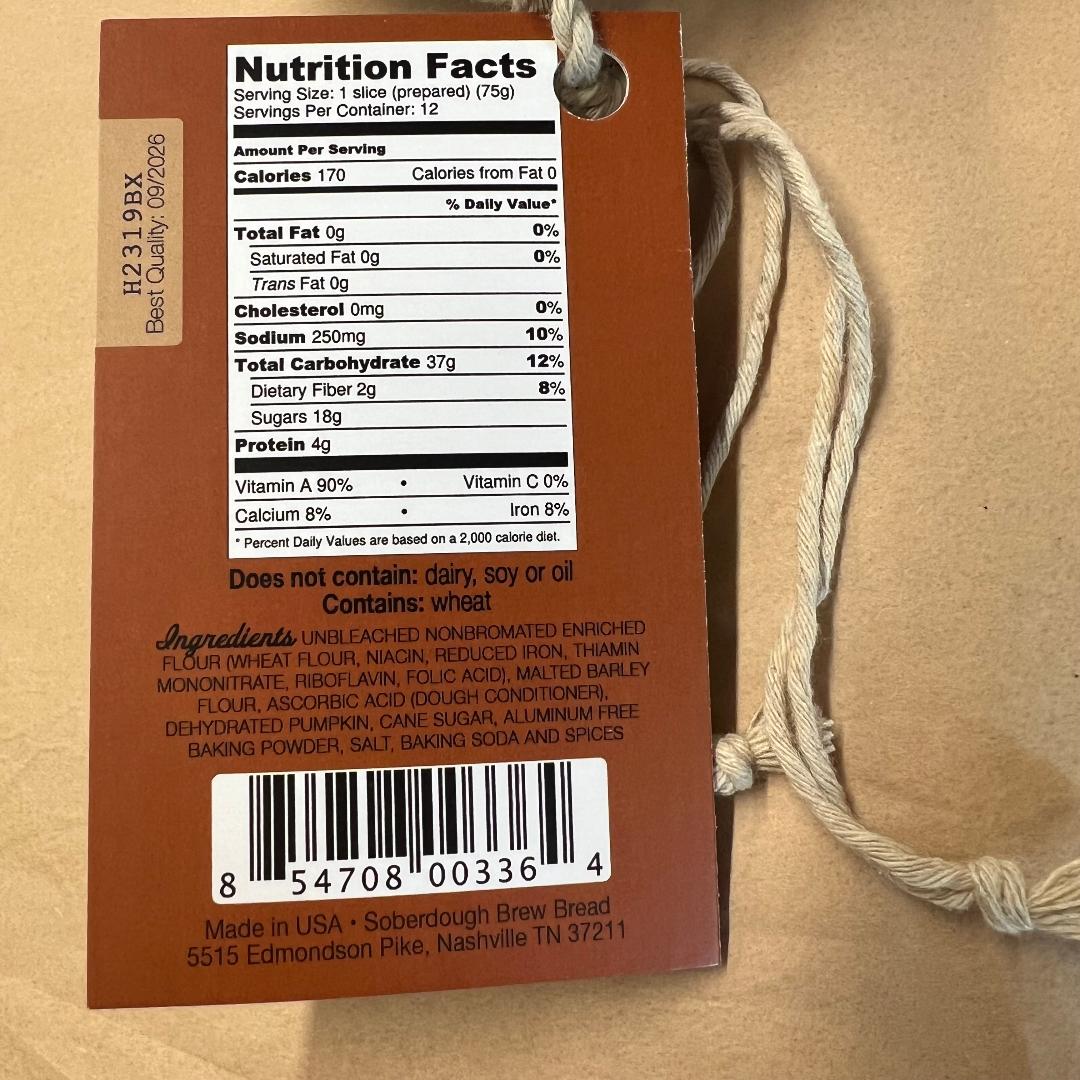 H2319BX
Best Quality: 09/2026
Nutrition Facts
Serving Size: 1 slice (prepared) (75g)
Servings Per Container: 12
Amount Per Serving
Calories 170 Calories from Fat 0
% Daily Value*
Total Fat 0g 0%
Saturated Fat 0g 0%
Trans Fat 0g
Cholesterol 0mg 0%
Sodium 250mg 10%
Total Carbohydrate 37g 12%
Dietary Fiber 2g 8%
Sugars 18g
Protein 4g
Vitamin A 90% • Vitamin C 0%
Calcium 8% • Iron 8%
* Percent Daily Values are based on a 2,000 calorie diet.
Does not contain: dairy, soy or oil
Contains: wheat
Ingredients UNBLEACHED NONBROMATED ENRICHED
FLOUR (WHEAT FLOUR, NIACIN, REDUCED IRON, THIAMIN
MONONITRATE, RIBOFLAVIN, FOLIC ACID), MALTED BARLEY
FLOUR, ASCORBIC ACID (DOUGH CONDITIONER),
DEHYDRATED PUMPKIN, CANE SUGAR, ALUMINUM FREE
BAKING POWDER, SALT, BAKING SODA AND SPICES
8 54708 00336 4
Made in USA • Soberdough Brew Bread
5515 Edmondson Pike, Nashville TN 37211